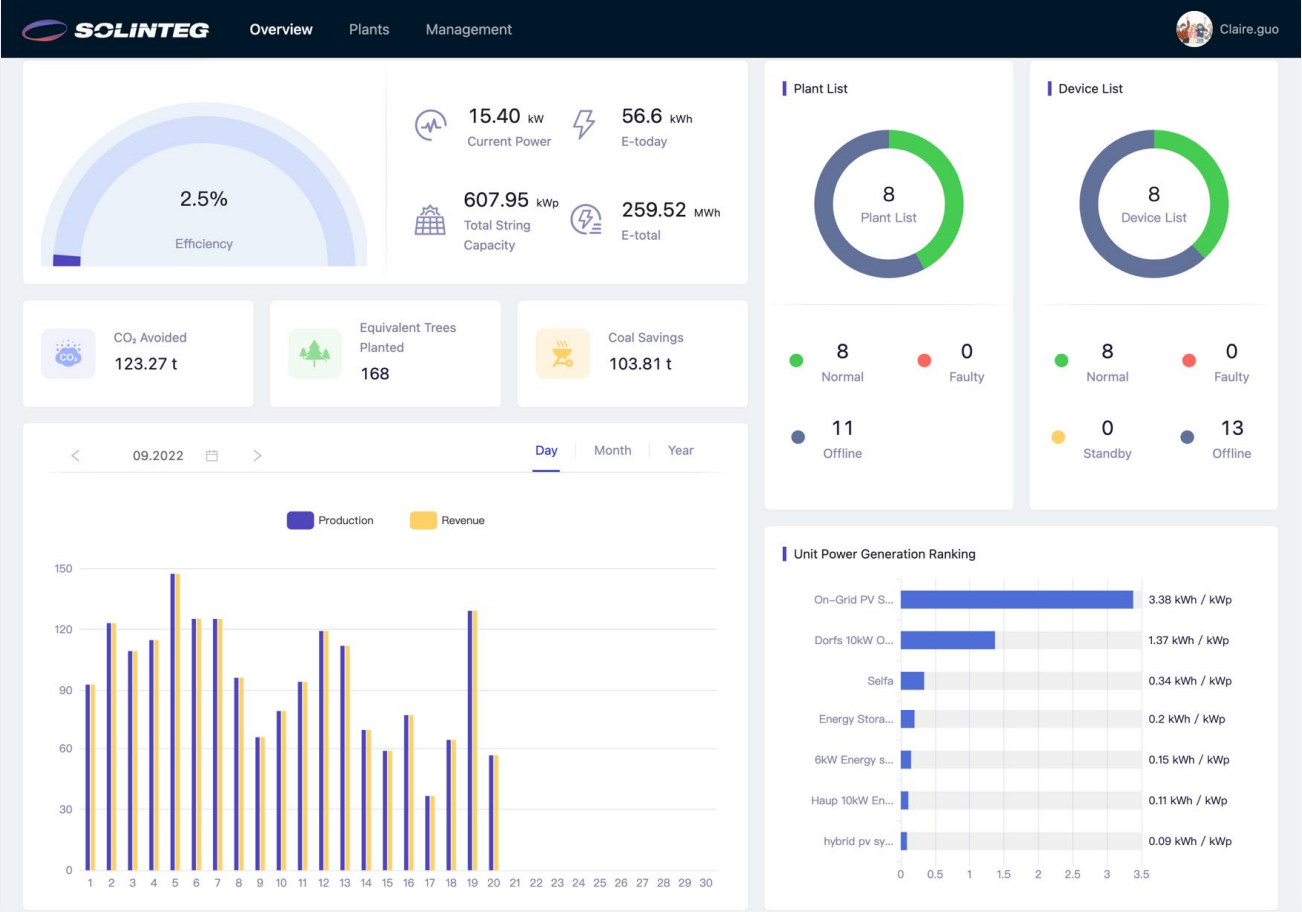 SOLINTEG
Overview
Plants
Management
Claire.guo
2.5%
Efficiency
15.40 kW
Current Power
56.6 kWh
E-today
607.95 kWp
Total String
Capacity
259.52 MWh
E-total
CO₂
CO₂ Avoided
123.27 t
Equivalent Trees
Planted
168
Coal Savings
103.81 t
09.2022
Day
Month
Year
Production
Revenue
150
120
90
60
30
0
1 2 3 4 5 6 7 8 9 10 11 12 13 14 15 16 17 18 19 20 21 22 23 24 25 26 27 28 29 30
Plant List
8
Plant List
8
Normal
0
Faulty
11
Offline
Device List
8
Device List
8
Normal
0
Faulty
0
Standby
13
Offline
Unit Power Generation Ranking
On-Grid PV S... 3.38 kWh / kWp
Dorfs 10kW O... 1.37 kWh / kWp
Selfa 0.34 kWh / kWp
Energy Stora... 0.2 kWh / kWp
6kW Energy s... 0.15 kWh / kWp
Haup 10kW En... 0.11 kWh / kWp
hybrid pv sy... 0.09 kWh / kWp
0 0.5 1 1.5 2 2.5 3 3.5